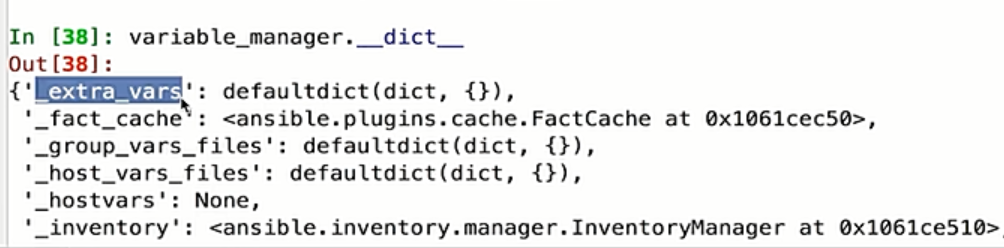 In [38]: variable_manager.__dict__
Out[38]:
{'_extra_vars': defaultdict(dict, {}),
 '_fact_cache': <ansible.plugins.cache.FactCache at 0x1061cec50>,
 '_group_vars_files': defaultdict(dict, {}),
 '_host_vars_files': defaultdict(dict, {}),
 '_hostvars': None,
 '_inventory': <ansible.inventory.manager.InventoryManager at 0x1061ce510>,